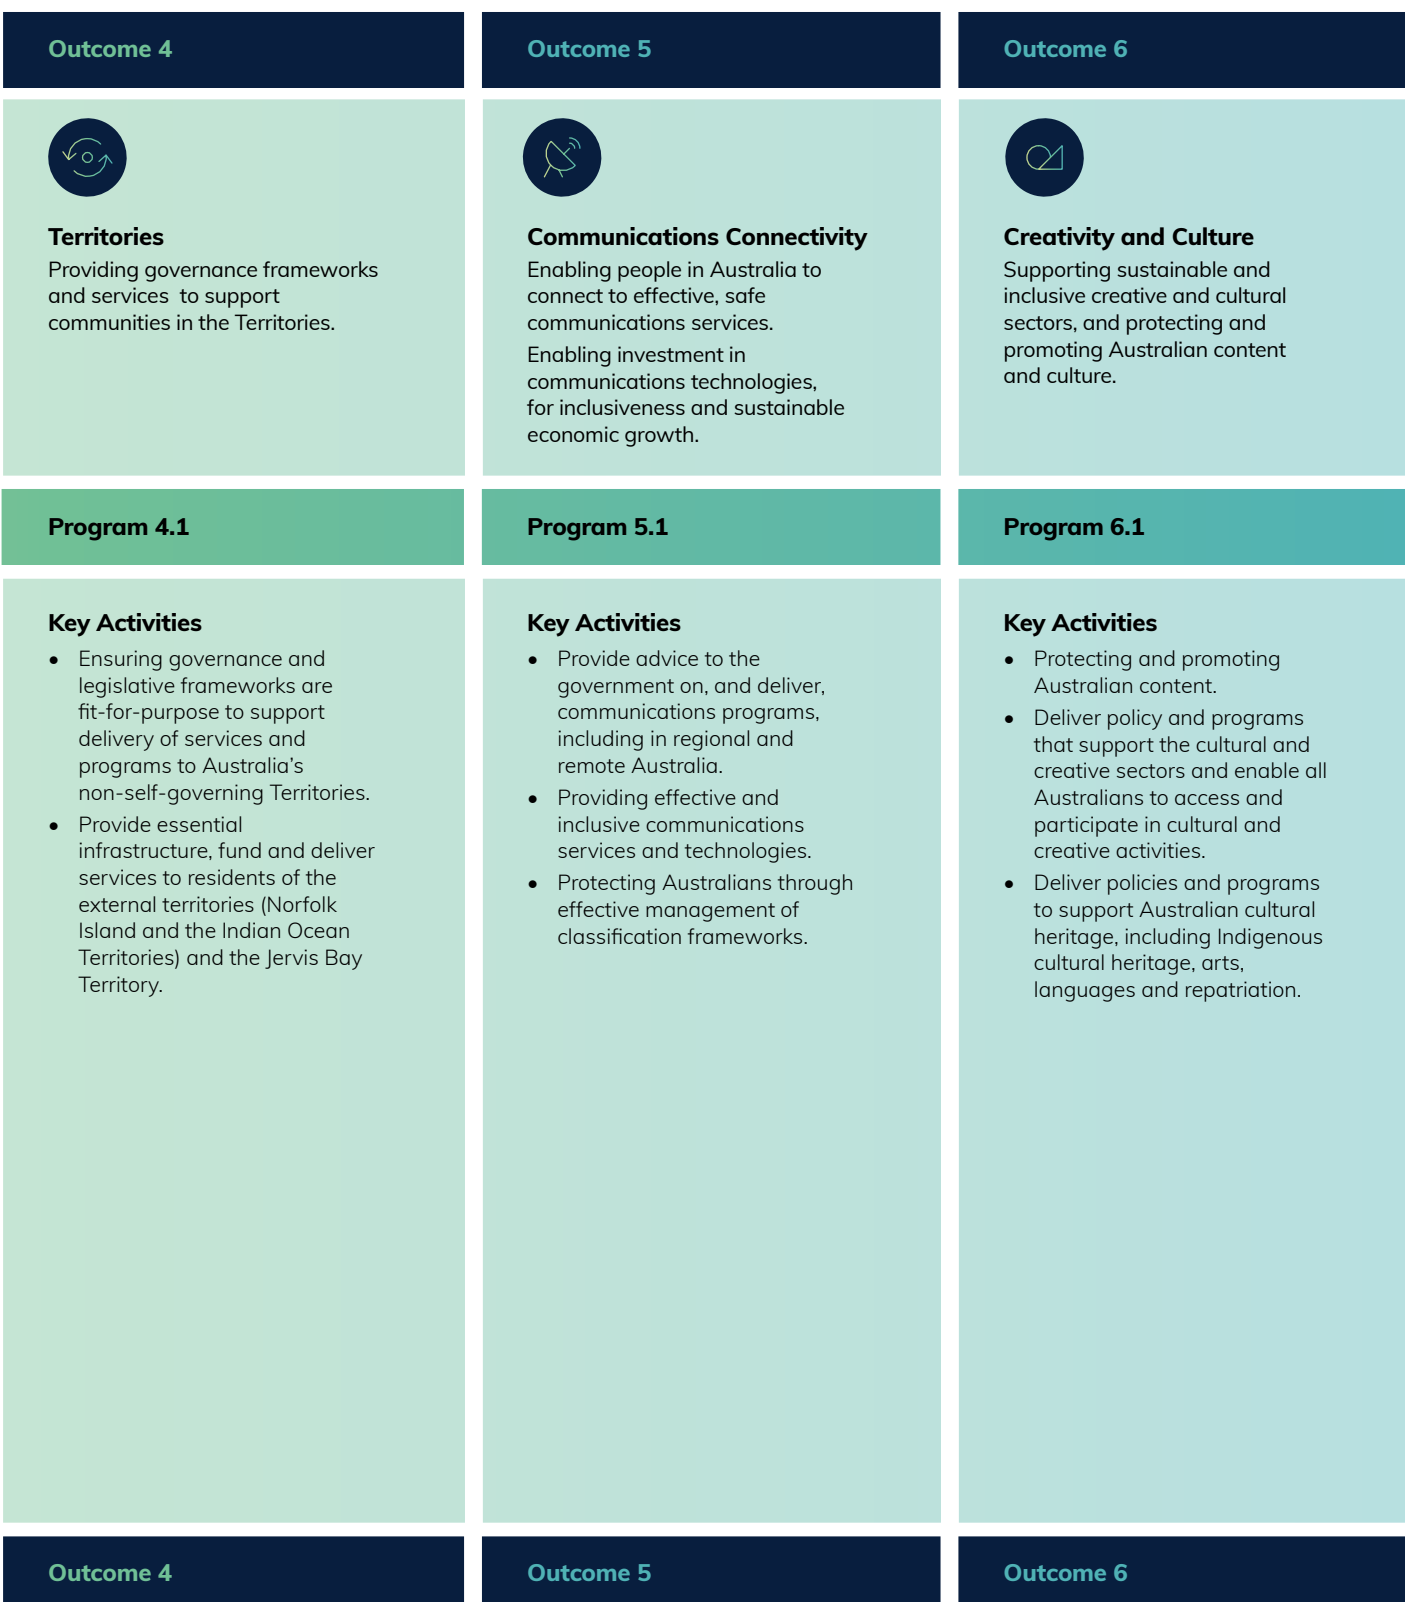 Outcome 4
Outcome 5
Outcome 6
Territories
Providing governance frameworks
and services  to support
communities in the Territories.
Communications Connectivity
Enabling people in Australia to
connect to effective, safe
communications services.
Enabling investment in
communications technologies,
for inclusiveness and sustainable
economic growth.
Creativity and Culture
Supporting sustainable and
inclusive creative and cultural
sectors, and protecting and
promoting Australian content
and culture.
Program 4.1
Program 5.1
Program 6.1
Key Activities
• Ensuring governance and
legislative frameworks are
fit-for-purpose to support
delivery of services and
programs to Australia’s
non-self-governing Territories.
• Provide essential
infrastructure, fund and deliver
services to residents of the
external territories (Norfolk
Island and the Indian Ocean
Territories) and the Jervis Bay
Territory.
Key Activities
• Provide advice to the
government on, and deliver,
communications programs,
including in regional and
remote Australia.
• Providing effective and
inclusive communications
services and technologies.
• Protecting Australians through
effective management of
classification frameworks.
Key Activities
• Protecting and promoting
Australian content.
• Deliver policy and programs
that support the cultural and
creative sectors and enable all
Australians to access and
participate in cultural and
creative activities.
• Deliver policies and programs
to support Australian cultural
heritage, including Indigenous
cultural heritage, arts,
languages and repatriation.
Outcome 4
Outcome 5
Outcome 6